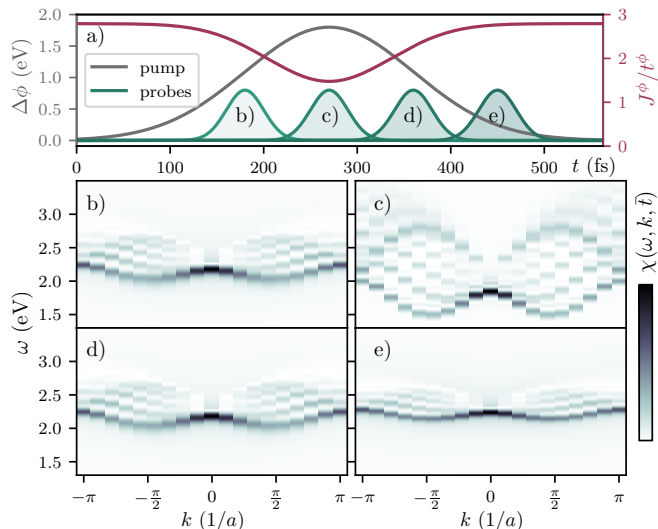 a)
pump
probes
b) c) d) e)
Δϕ (eV)
2.0
1.5
1.0
0.5
0.0
J^ϕ/t^ϕ
3
2
1
0
0 100 200 300 400 500 t (fs)
b)
c)
3.0
2.5
2.0
1.5
χ(ω, k, t̄)
ω (eV)
d)
e)
3.0
2.5
2.0
1.5
−π −π/2 0 π/2 π
−π −π/2 0 π/2 π
k (1/a)
k (1/a)